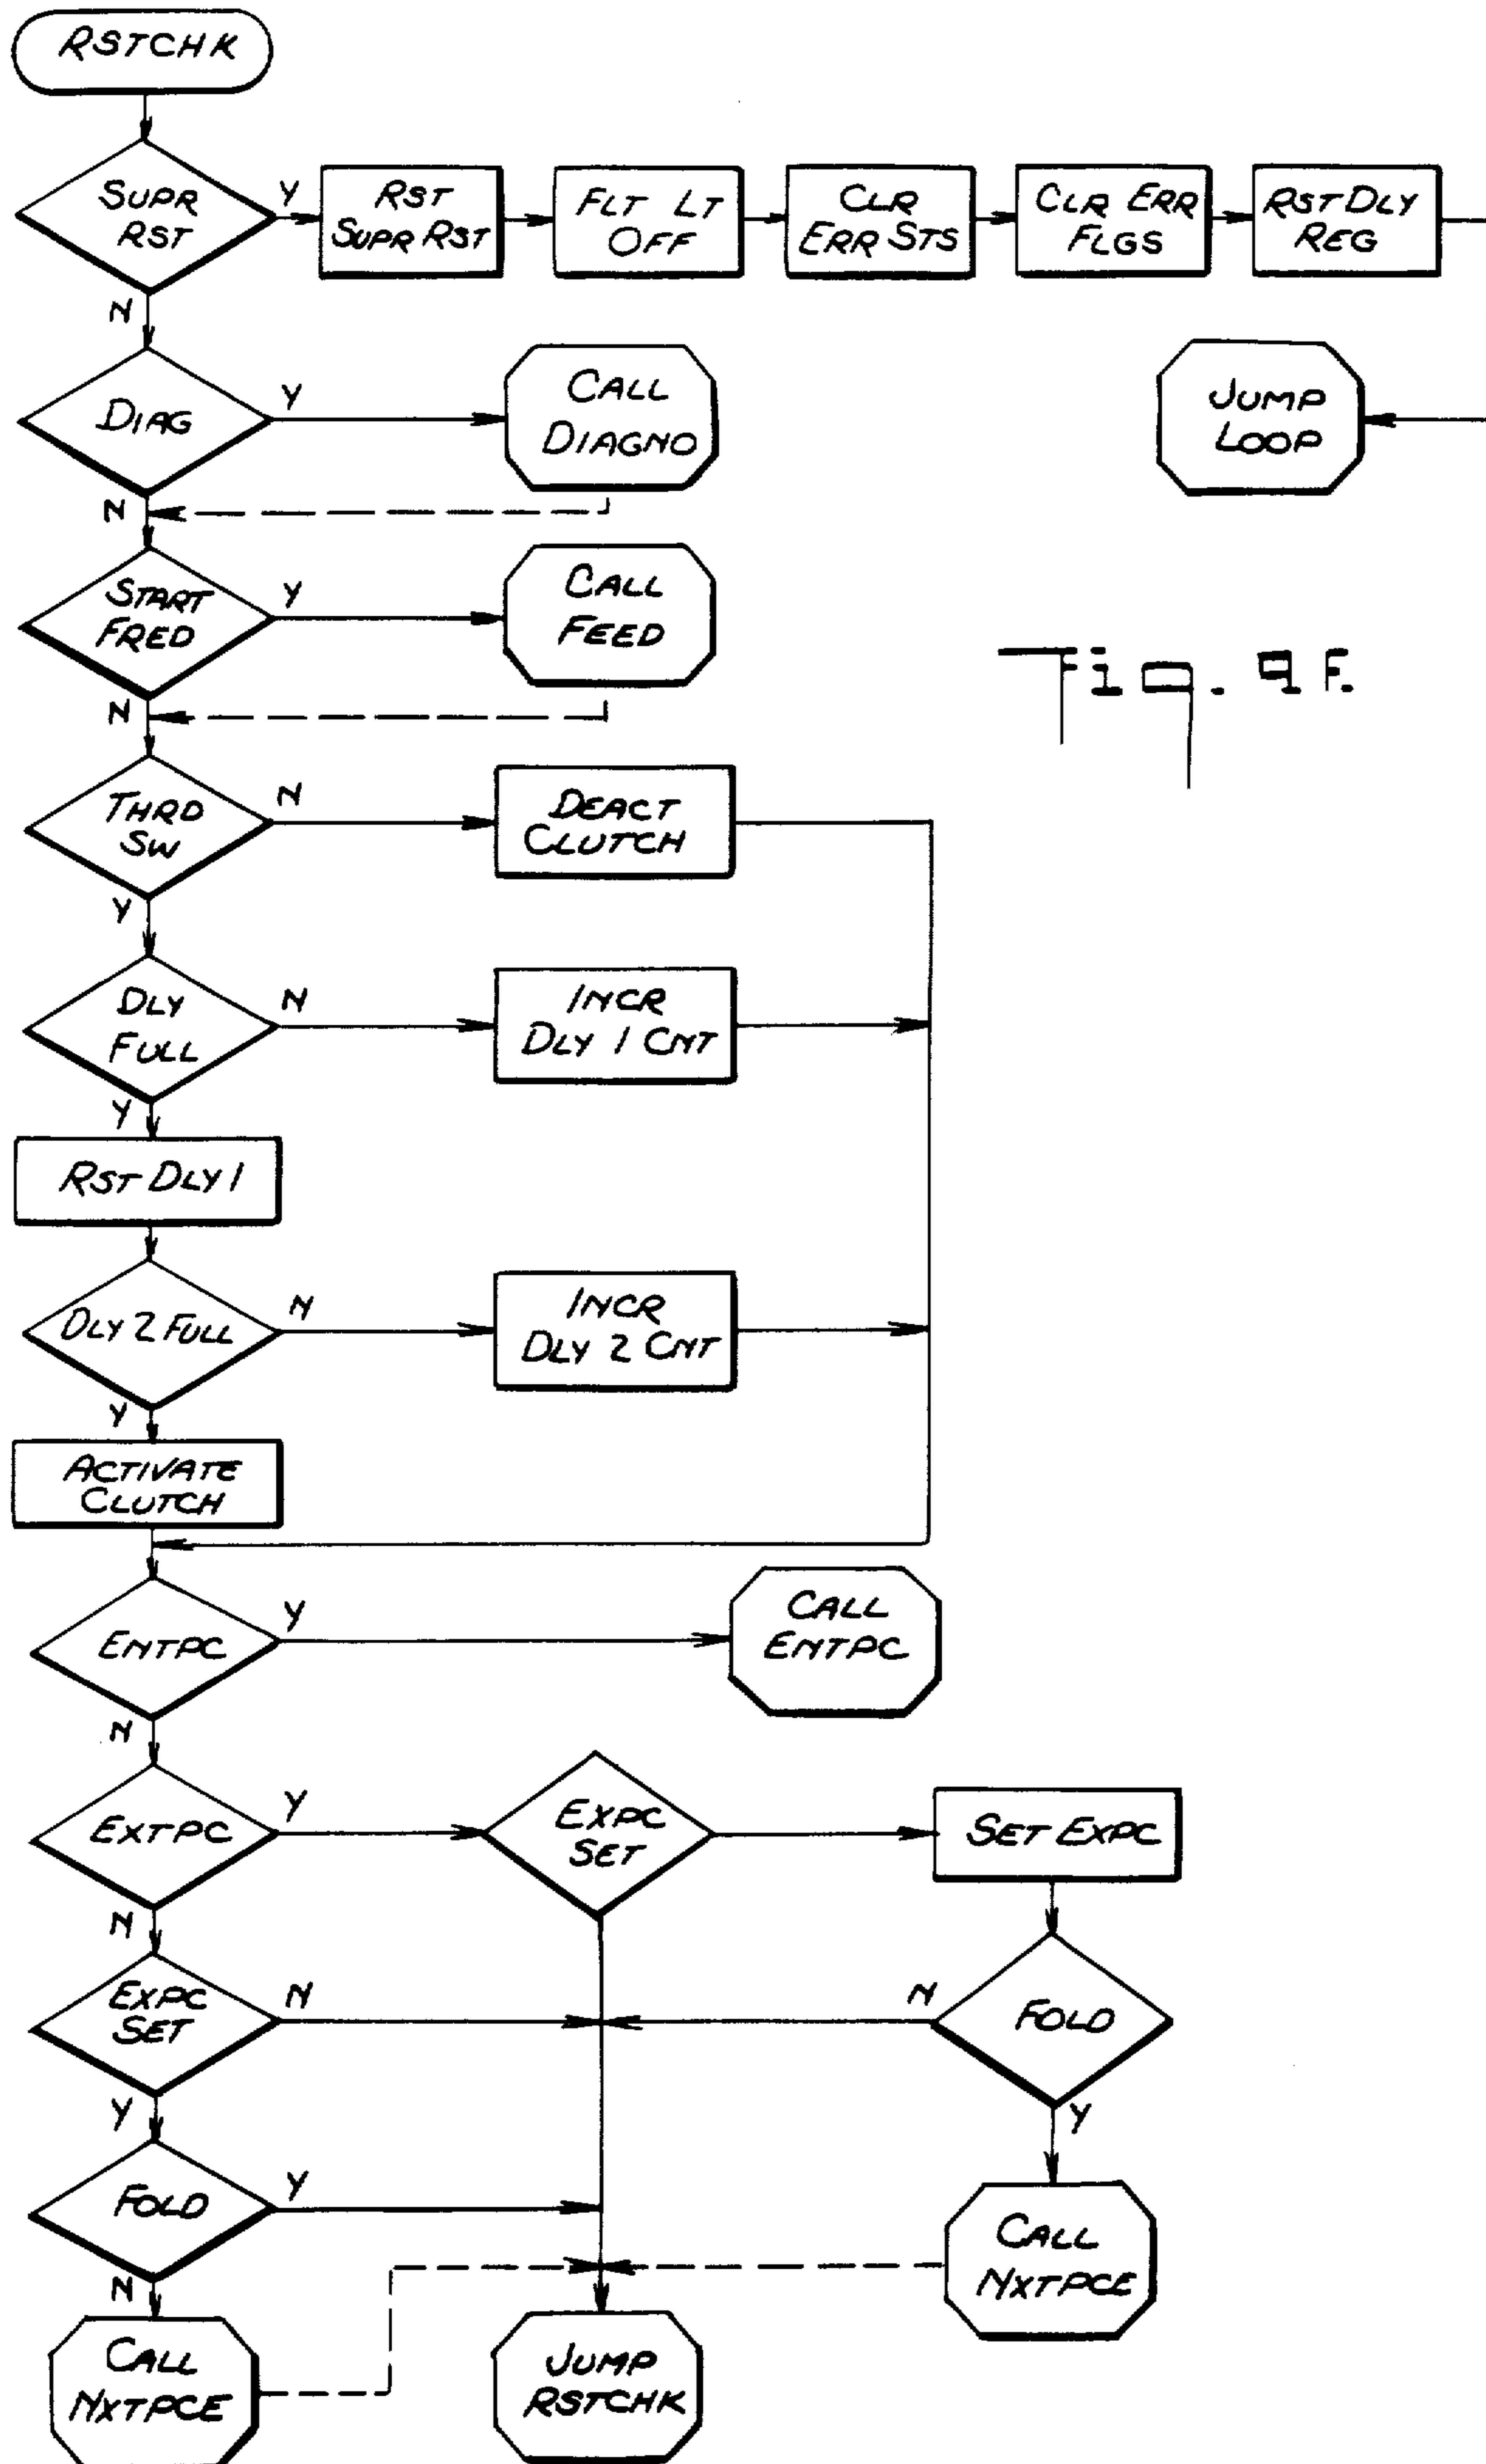 RSTCHK
SUPR
RST
Y
RST
SUPR RST
FLT LT
OFF
CLR
ERR STS
CLR ERR
FLGS
RST DLY
REG
N
DIAG
Y
CALL
DIAGNO
JUMP
LOOP
N
START
FRED
Y
CALL
FEED
Fig. 9F.
N
THRD
SW
N
DEACT
CLUTCH
Y
DLY
FULL
N
INCR
DLY 1 CNT
Y
RST DLY 1
DLY 2 FULL
N
INCR
DLY 2 CNT
Y
ACTIVATE
CLUTCH
ENTPC
Y
CALL
ENTPC
N
EXTPC
Y
EXPC
SET
SET EXPC
N
EXPC
SET
N
N
FOLD
Y
Y
FOLD
Y
CALL
NXTPCE
N
CALL
NXTPCE
JUMP
RSTCHK